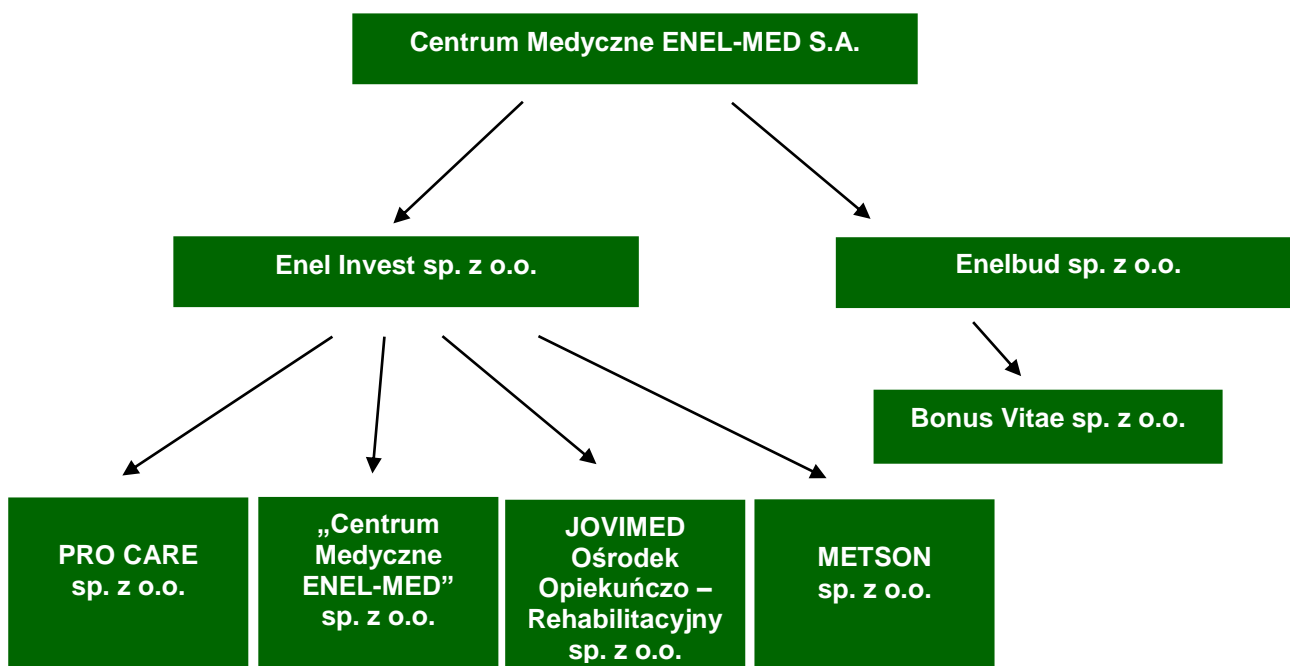 Centrum Medyczne ENEL-MED S.A.
Enel Invest sp. z o.o.
Enelbud sp. z o.o.
Bonus Vitae sp. z o.o.
PRO CARE
sp. z o.o.
„Centrum
Medyczne
ENEL-MED”
sp. z o.o.
JOVIMED
Ośrodek
Opiekuńczo –
Rehabilitacyjny
sp. z o.o.
METSON
sp. z o.o.